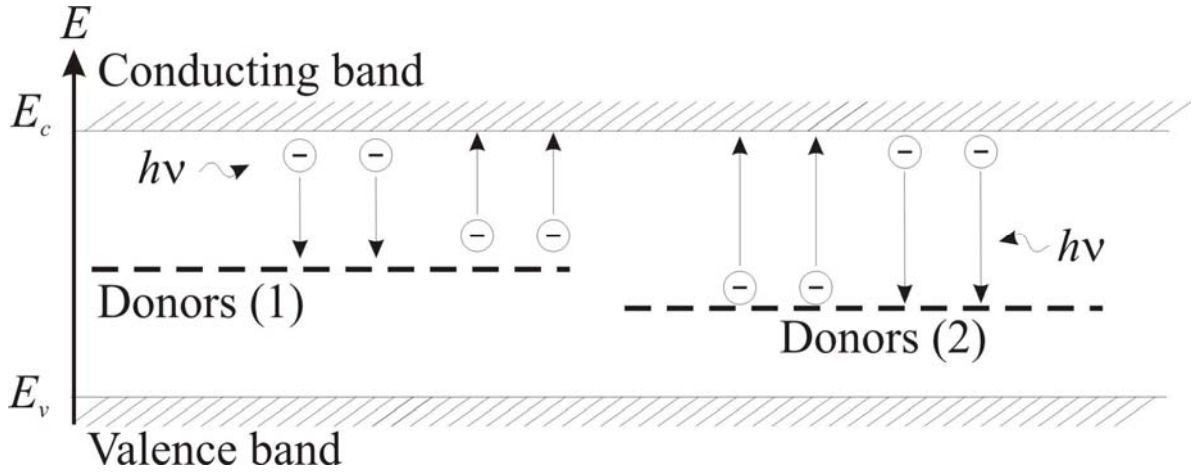 E
Conducting band
E_c
hν
hν
Donors (1)
Donors (2)
E_v
Valence band